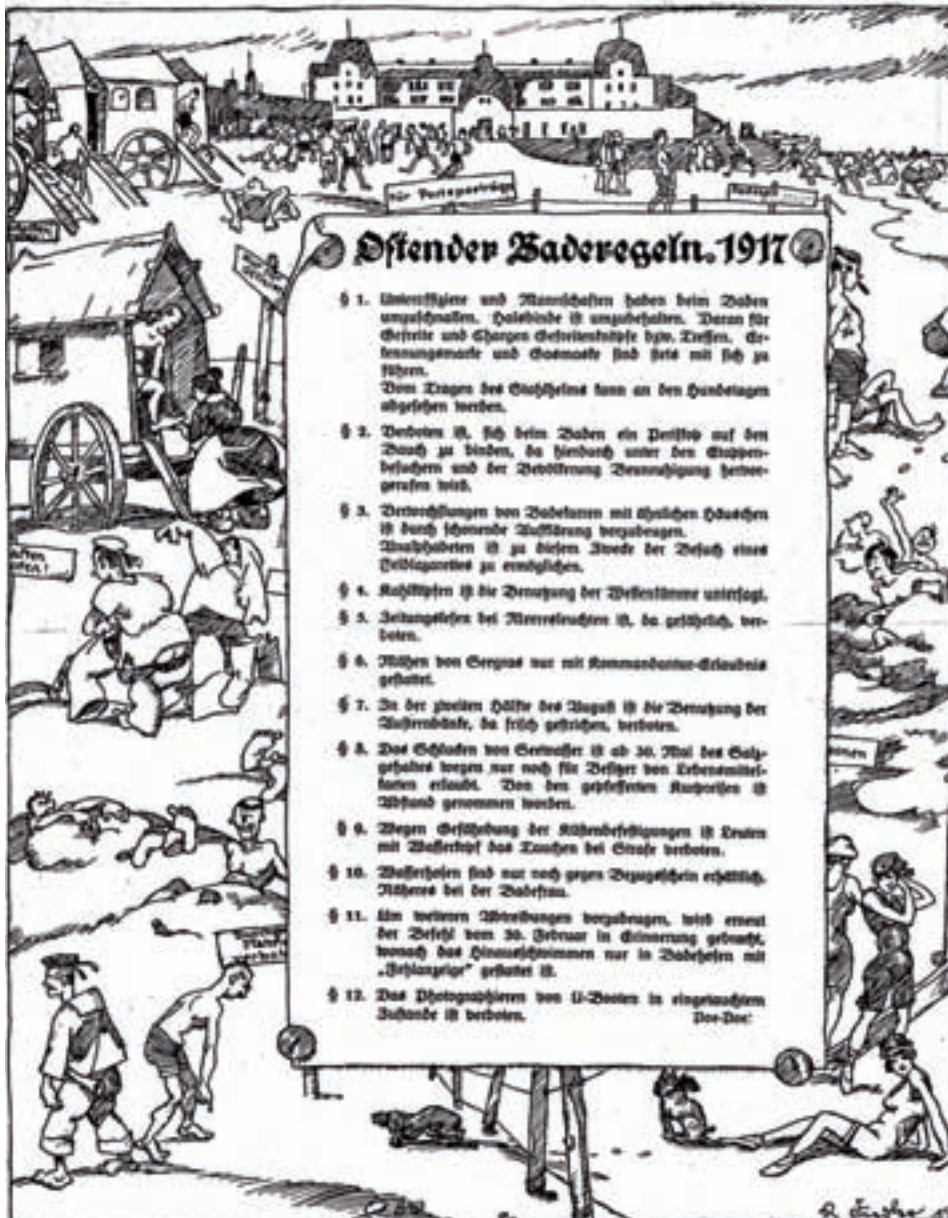 Für Perispærträge
Ostender Baderegeln. 1917
§ 1. Unteroffiziere und Mannschaften haben beim Baden
umzuschnallen. Halsbinde ist umzubehalten. Daran für
Gefreite und Chargen Gefreitenknöpfe bzw. Tressen. Er-
kennungsmarke und Gasmaske sind stets mit sich zu
führen.
Vom Tragen des Stahlhelms kann an den Hundstagen
abgesehen werden.
§ 2. Verboten ist, sich beim Baden ein Periskop auf den
Bauch zu binden, da hierdurch unter den Etappen-
besuchern und der Bevölkerung Beunruhigung hervor-
gerufen wird.
§ 3. Verwechslungen von Badekarren mit ähnlichen Häuschen
ist durch schonende Aufklärung vorzubeugen.
Analphabeten ist zu diesem Zweke der Besuch eines
Feldlazarettes zu ermöglichen.
§ 4. Kahlköpfen ist die Benutzung der Wellenkämme untersagt.
§ 5. Zeitungslesen bei Meeresleuchten ist, da gefährlich, ver-
boten.
§ 6. Mähen von Seegras nur mit Kommandantur-Erlaubnis
gestattet.
§ 7. In der zweiten Hälfte des August ist die Benutzung der
Austernbänke, da frisch gestrichen, verboten.
§ 8. Das Schlucken von Seewasser ist ab 30. Mai des Salz-
gehaltes wegen nur noch für Besitzer von Lebensmittel-
karten erlaubt. Von den gepfefferten Kurpreisen ist
Abstand genommen worden.
§ 9. Wegen Gefährdung der Küstenbefestigungen ist Leuten
mit Wasserkopf das Tauchen bei Strafe verboten.
§ 10. Wasserhosen sind nur noch gegen Bezugsschein erhältlich.
Näheres bei der Badefrau.
§ 11. Um weiteren Abtreibungen vorzubeugen, wird erneut
der Befehl vom 30. Februar in Erinnerung gebracht,
wonach das Hinausschwimmen nur in Badehosen mit
„Fehlanzeige“ gestattet ist.
§ 12. Das Photographieren von U-Booten in eingetauchtem
Zustande ist verboten.